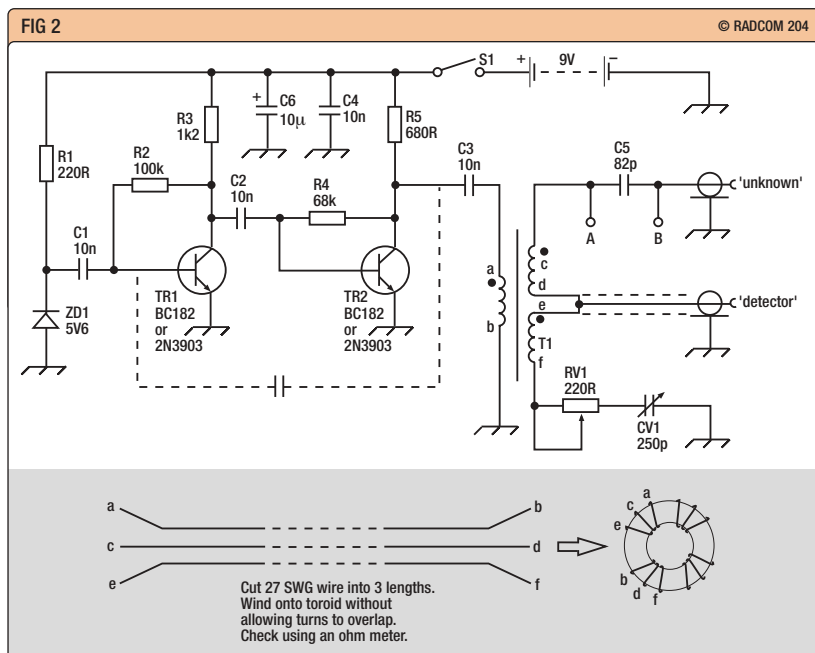 FIG 2
© RADCOM 204
S1
+
9V
−
R3
1k2
+
C6
10µ
C4
10n
R5
680R
R1
220R
R2
100k
C3
10n
C5
82p
'unknown'
C2
10n
R4
68k
A
B
C1
10n
c
a
d
e
'detector'
ZD1
5V6
TR1
BC182
or
2N3903
TR2
BC182
or
2N3903
b
T1
f
RV1
220R
CV1
250p
a
b
c
d
e
f
a
c
e
b
d
f
Cut 27 SWG wire into 3 lengths.
Wind onto toroid without
allowing turns to overlap.
Check using an ohm meter.